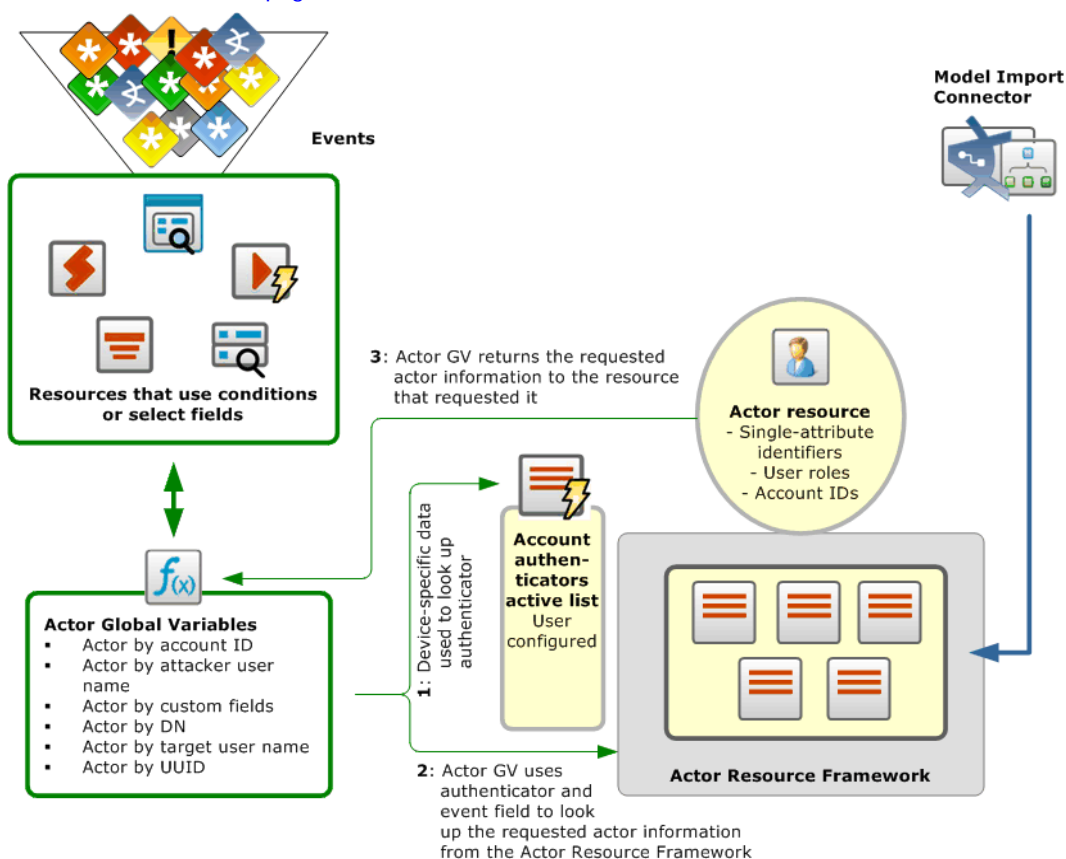 Events
Model Import
Connector
Resources that use conditions
or select fields
3: Actor GV returns the requested
actor information to the resource
that requested it
Actor resource
- Single-attribute
identifiers
- User roles
- Account IDs
1: Device-specific data
used to look up
authenticator
Account
authen-
ticators
active list
User
configured
f(x)
Actor Global Variables
▪ Actor by account ID
▪ Actor by attacker user
name
▪ Actor by custom fields
▪ Actor by DN
▪ Actor by target user name
▪ Actor by UUID
2: Actor GV uses
authenticator and
event field to look
up the requested actor information
from the Actor Resource Framework
Actor Resource Framework